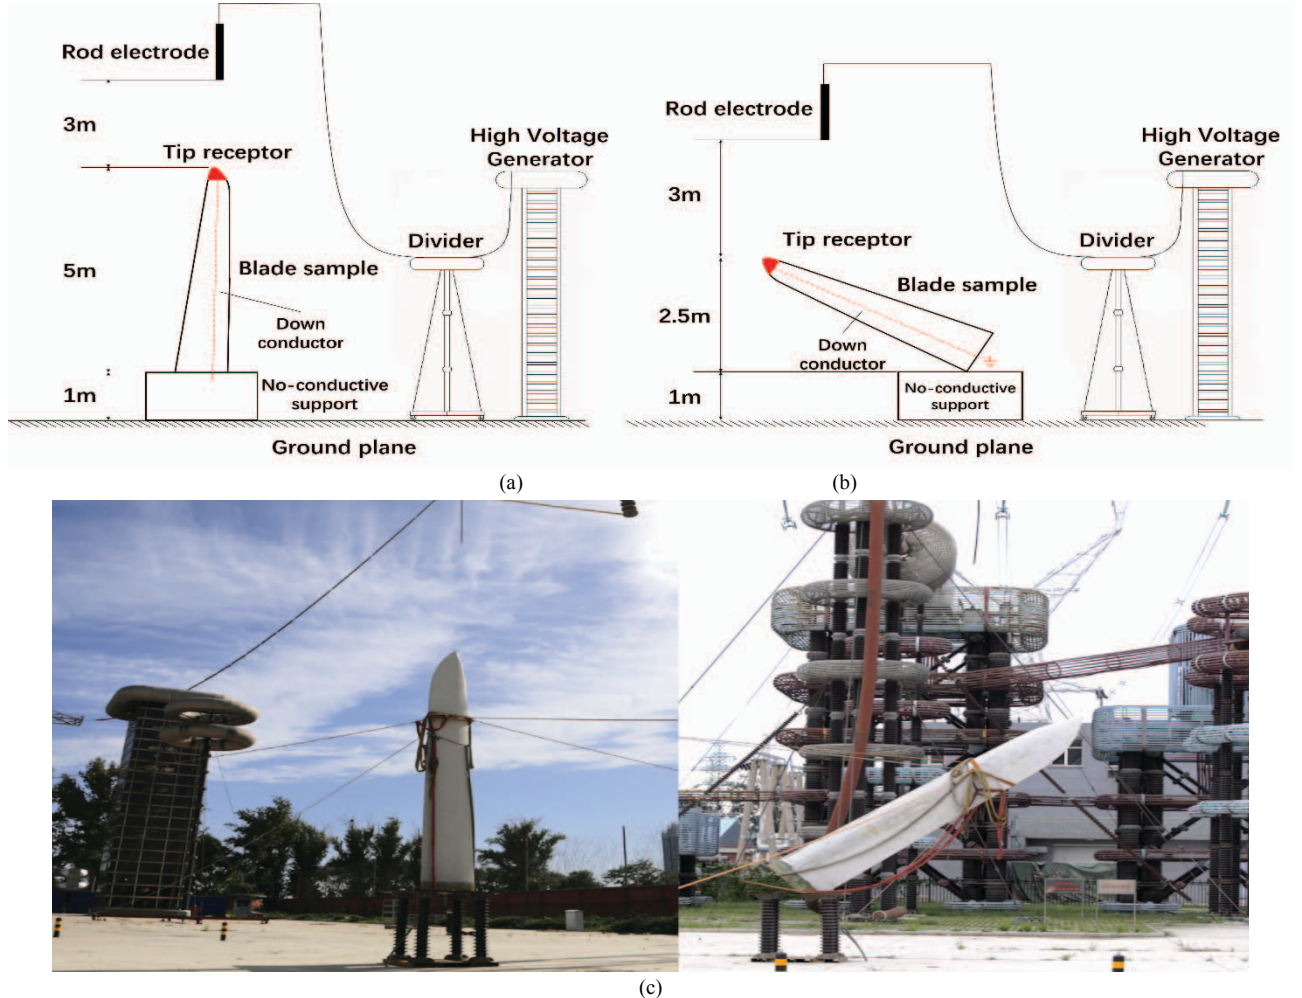 Rod electrode
3m
Tip receptor
High Voltage
Generator
Divider
5m
Blade sample
Down
conductor
1m
No-conductive
support
Ground plane
(a)
Rod electrode
High Voltage
Generator
3m
Tip receptor
Divider
Blade sample
2.5m
Down
conductor
1m
No-conductive
support
Ground plane
(b)
(c)